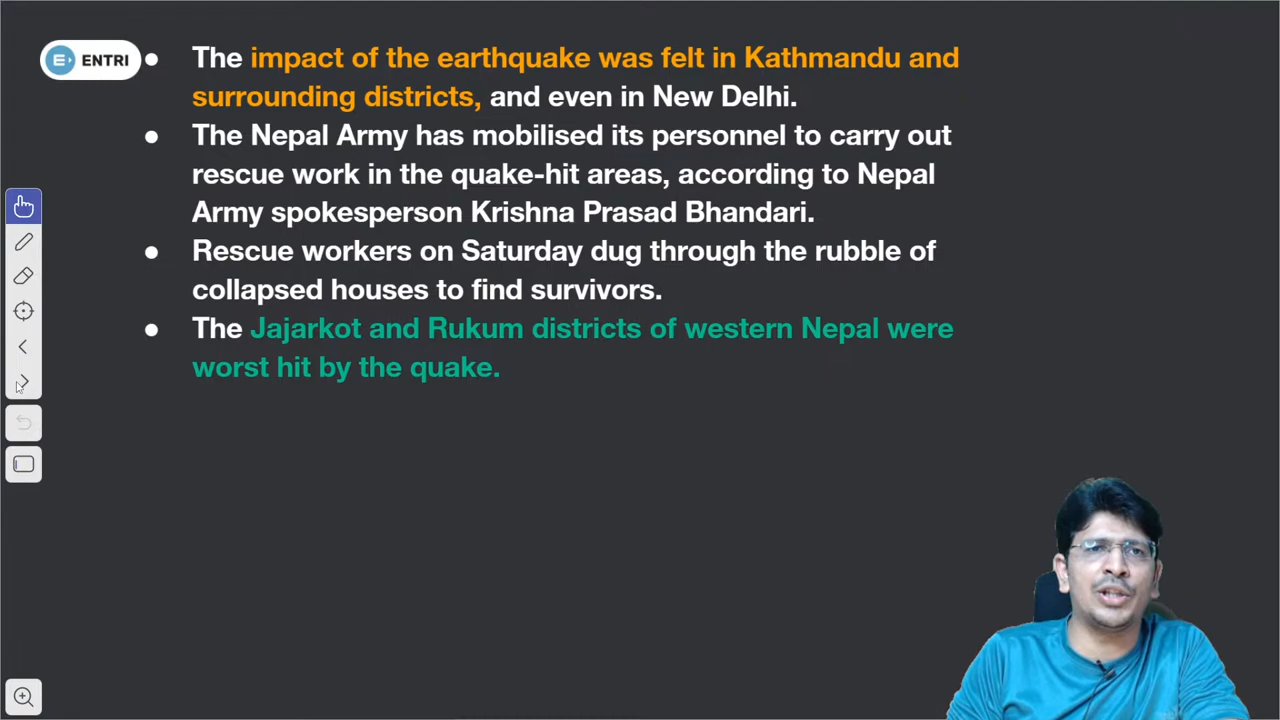 ENTRI
● The impact of the earthquake was felt in Kathmandu and
surrounding districts, and even in New Delhi.
● The Nepal Army has mobilised its personnel to carry out
rescue work in the quake-hit areas, according to Nepal
Army spokesperson Krishna Prasad Bhandari.
● Rescue workers on Saturday dug through the rubble of
collapsed houses to find survivors.
● The Jajarkot and Rukum districts of western Nepal were
worst hit by the quake.